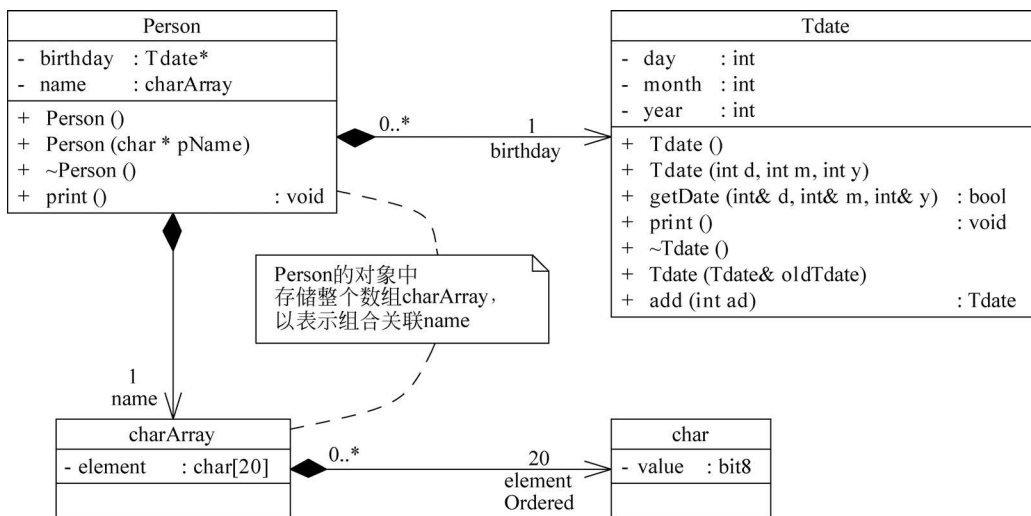 Person
- birthday : Tdate*
- name : charArray
+ Person ()
+ Person (char * pName)
+ ~Person ()
+ print () : void
0..*
1
birthday
Tdate
- day : int
- month : int
- year : int
+ Tdate ()
+ Tdate (int d, int m, int y)
+ getDate (int& d, int& m, int& y) : bool
+ print () : void
+ ~Tdate ()
+ Tdate (Tdate& oldTdate)
+ add (int ad) : Tdate
Person的对象中
存储整个数组charArray，
以表示组合关联name
1
name
charArray
- element : char[20]
0..*
20
element
Ordered
char
- value : bit8